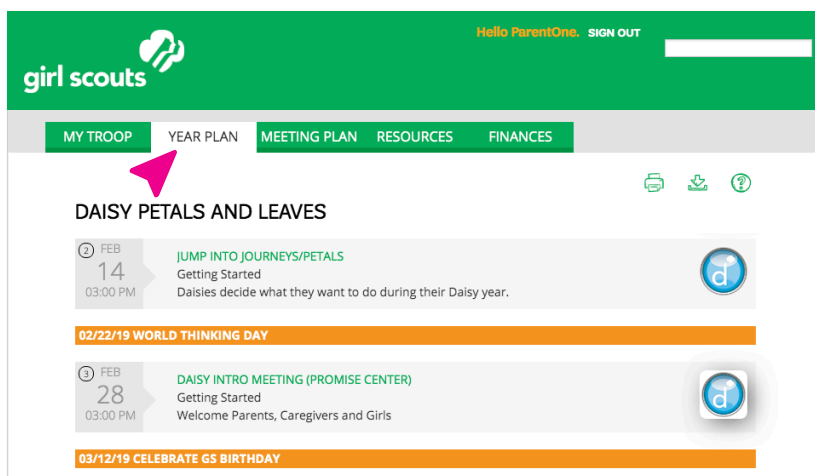 Hello ParentOne. SIGN OUT
girl scouts
MY TROOP YEAR PLAN MEETING PLAN RESOURCES FINANCES
?
DAISY PETALS AND LEAVES
2 FEB
14
03:00 PM
JUMP INTO JOURNEYS/PETALS
Getting Started
Daisies decide what they want to do during their Daisy year.
d
02/22/19 WORLD THINKING DAY
3 FEB
28
03:00 PM
DAISY INTRO MEETING (PROMISE CENTER)
Getting Started
Welcome Parents, Caregivers and Girls
d
03/12/19 CELEBRATE GS BIRTHDAY